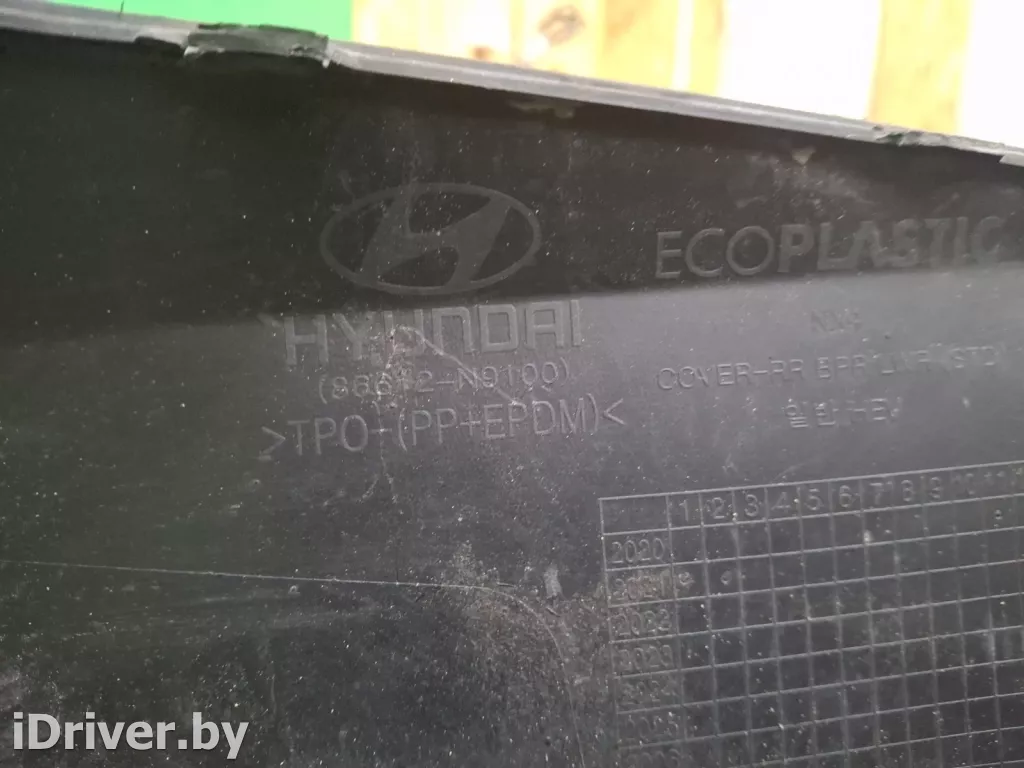 ECOPLASTIC
HYUNDAI
NX4
(86612-N9100)
COVER-RR BPR LWR (STD)
>TPO-(PP+EPDM)<
일반, HEV
1 2 3 4 5 6 7 8 9 10 11
2020
2021
2022
2023
iDriver.by